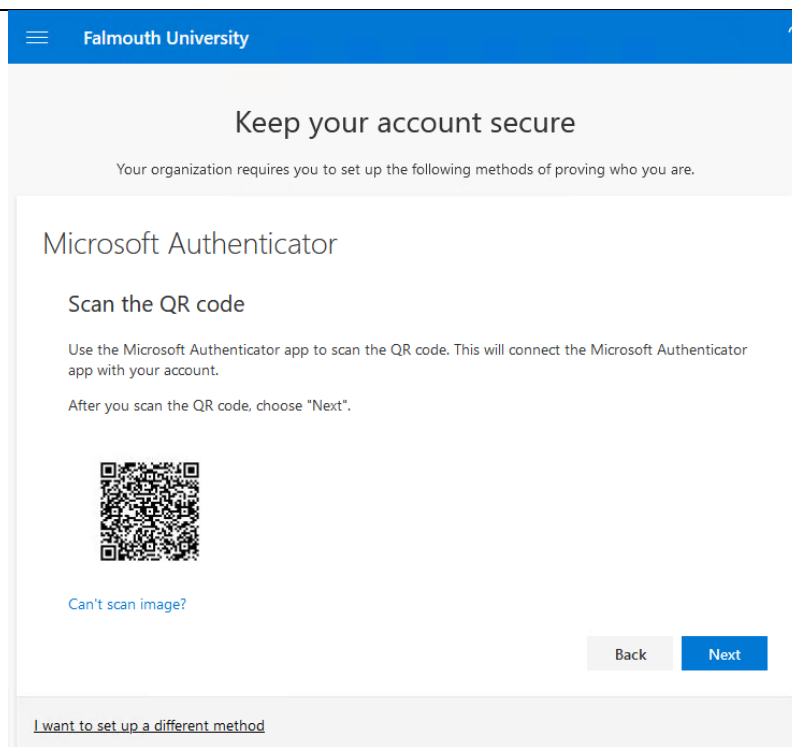 Falmouth University
Keep your account secure
Your organization requires you to set up the following methods of proving who you are.
Microsoft Authenticator
Scan the QR code
Use the Microsoft Authenticator app to scan the QR code. This will connect the Microsoft Authenticator
app with your account.
After you scan the QR code, choose "Next".
Can't scan image?
Back Next
I want to set up a different method